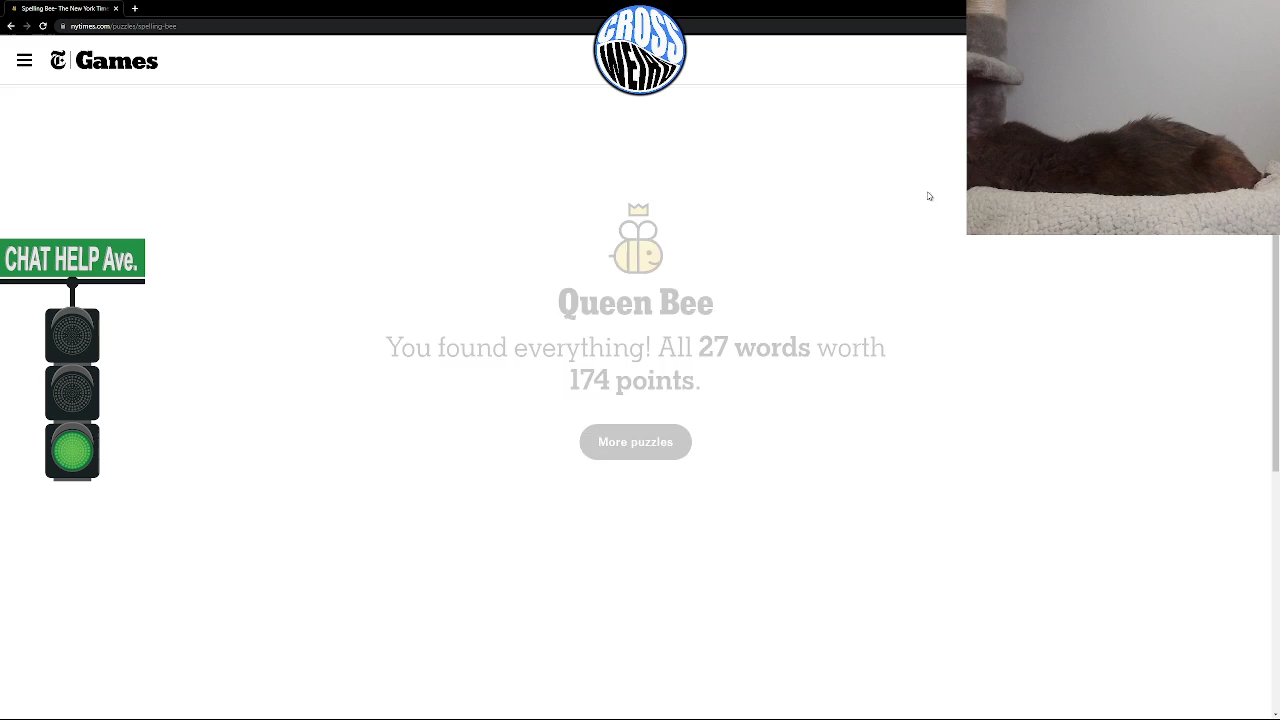 Spelling Bee- The New York Time
nytimes.com/puzzles/spelling-bee
T Games
CROSS
WEIRD
CHAT HELP Ave.
Queen Bee
You found everything! All 27 words worth
174 points.
More puzzles